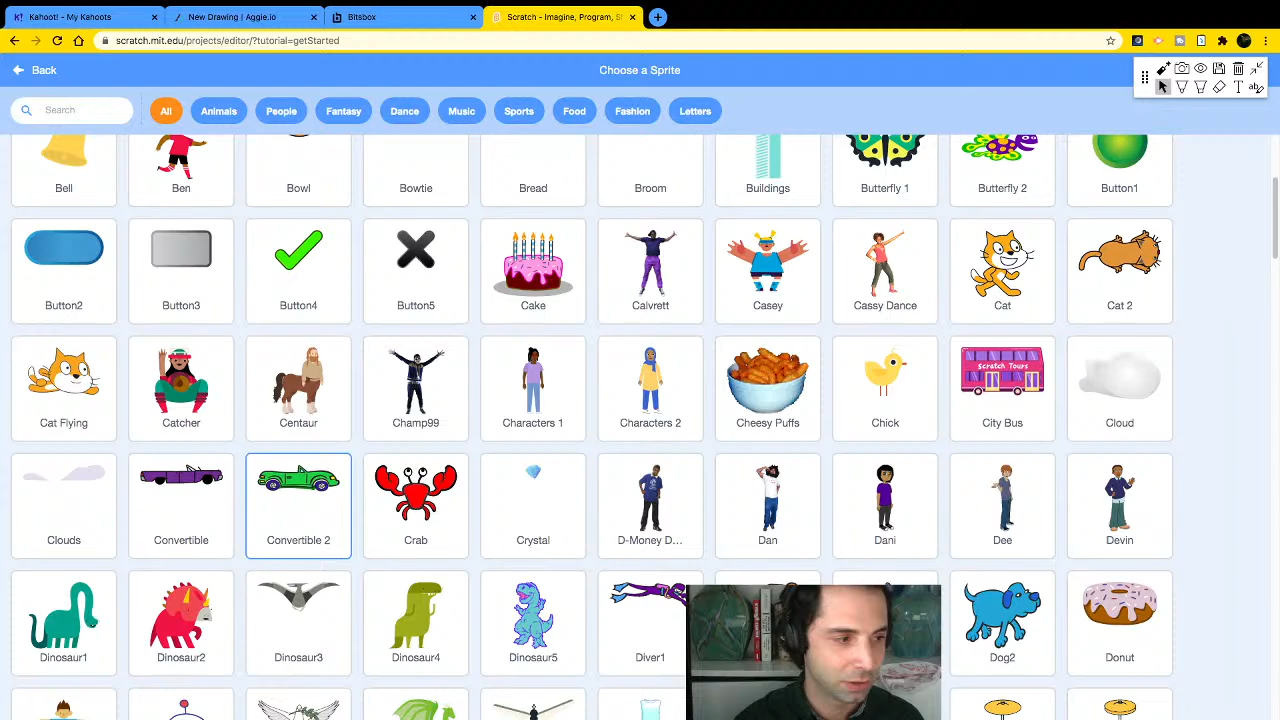 Kahoot! - My Kahoots
New Drawing | Aggie.io
Bitsbox
Scratch - Imagine, Program, S
scratch.mit.edu/projects/editor/?tutorial=getStarted
Back
Choose a Sprite
Search
All
Animals
People
Fantasy
Dance
Music
Sports
Food
Fashion
Letters
Bell
Ben
Bowl
Bowtie
Bread
Broom
Buildings
Butterfly 1
Butterfly 2
Button1
Button2
Button3
Button4
Button5
Cake
Calvrett
Casey
Cassy Dance
Cat
Cat 2
Scratch Tours
Cat Flying
Catcher
Centaur
Champ99
Characters 1
Characters 2
Cheesy Puffs
Chick
City Bus
Cloud
Clouds
Convertible
Convertible 2
Crab
Crystal
D-Money D...
Dan
Dani
Dee
Devin
Dinosaur1
Dinosaur2
Dinosaur3
Dinosaur4
Dinosaur5
Diver1
Dog2
Donut